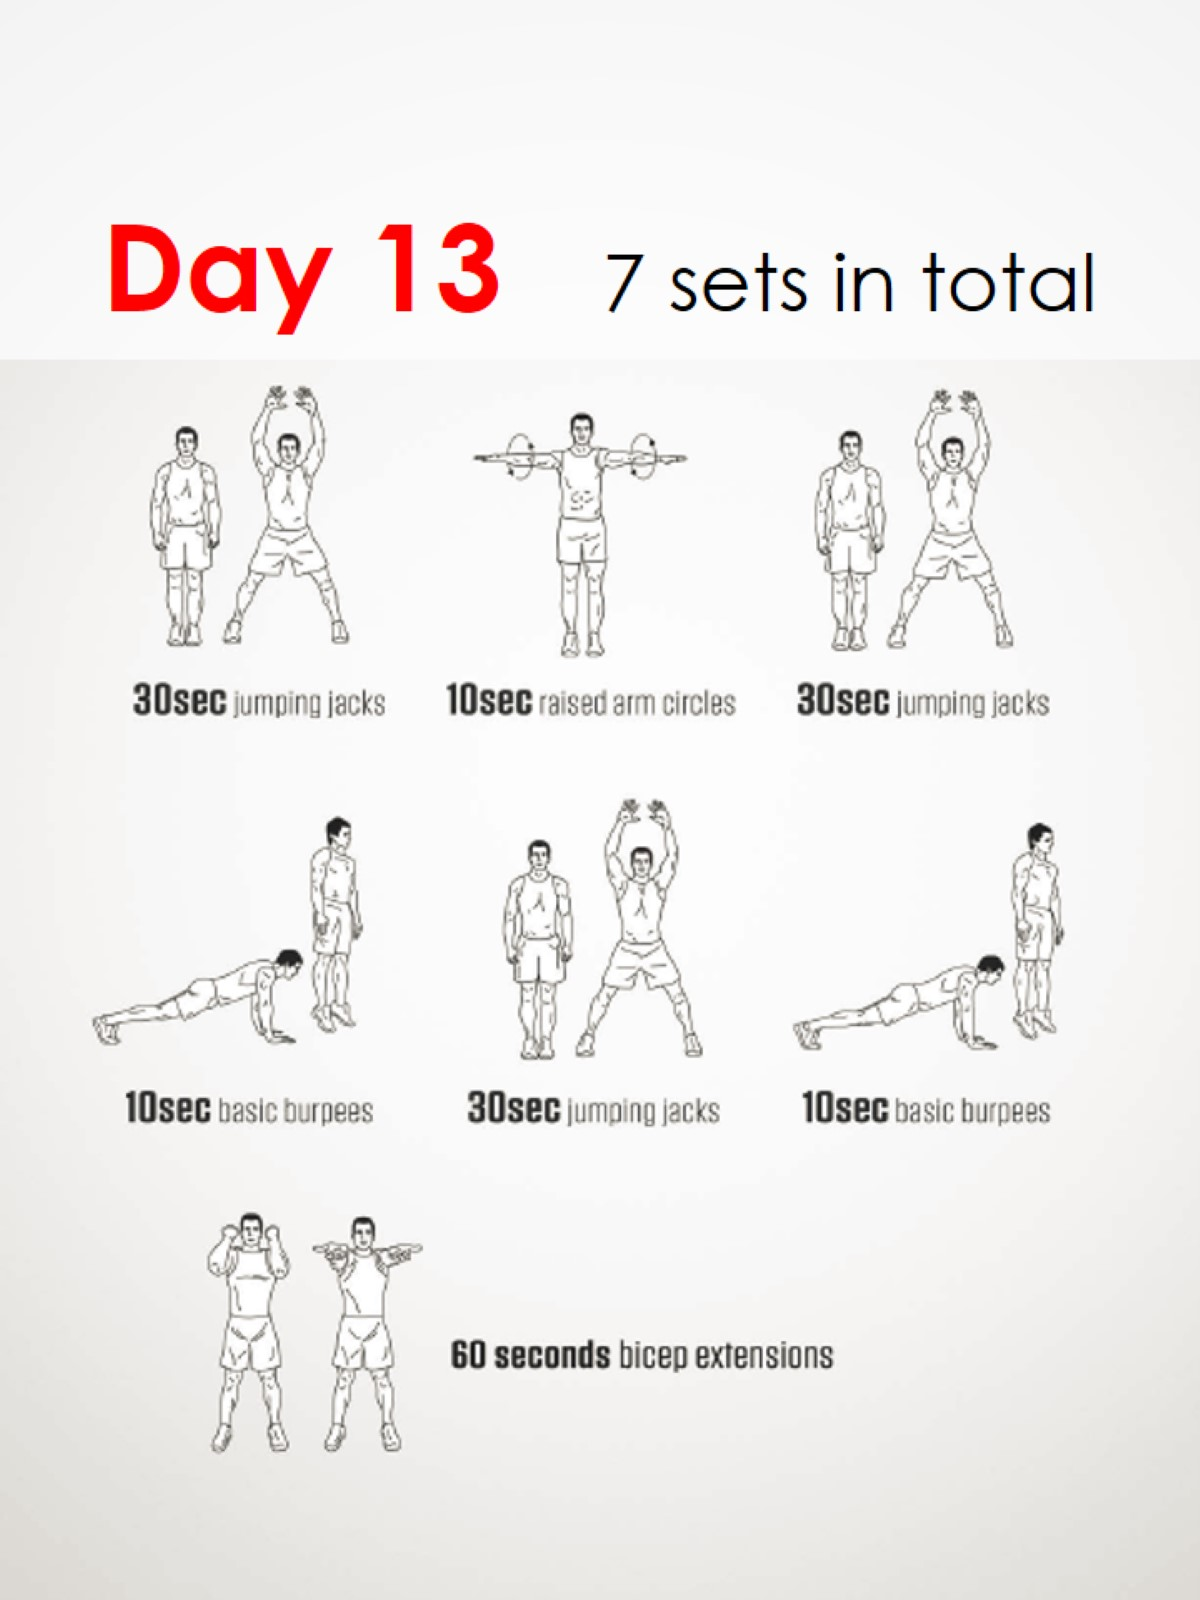 Day 13 7 sets in total
30sec jumping jacks
10sec raised arm circles
30sec jumping jacks
10sec basic burpees
30sec jumping jacks
10sec basic burpees
60 seconds bicep extensions